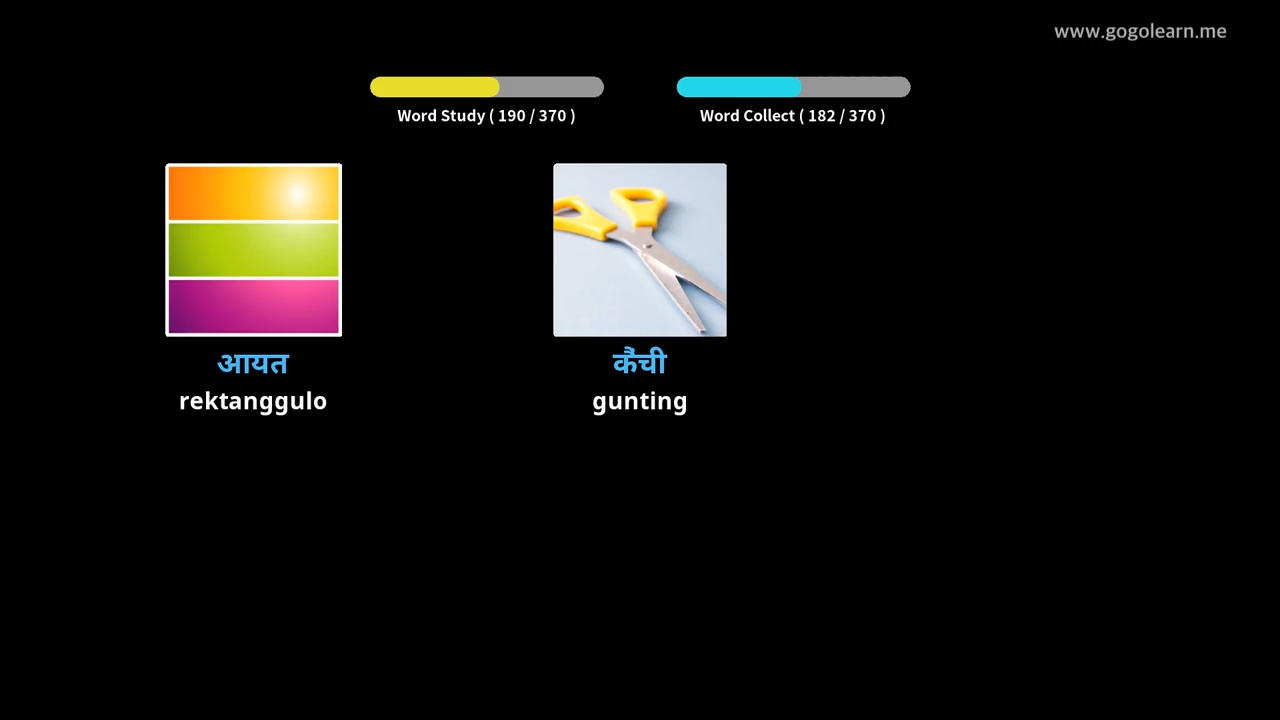 www.gogolearn.me
Word Study ( 190 / 370 )
Word Collect ( 182 / 370 )
आयत
कैंची
rektanggulo
gunting